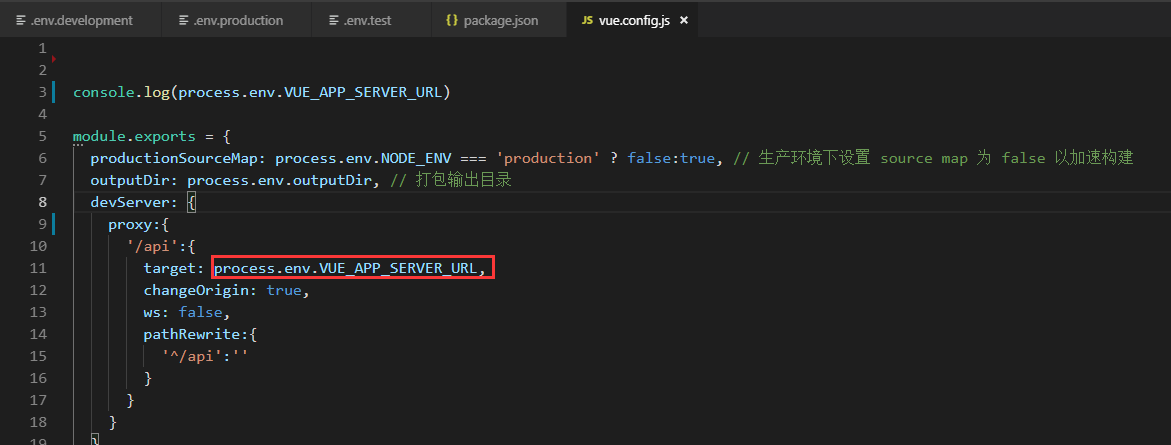 .env.development .env.production .env.test {} package.json JS vue.config.js ×
1
2
3 console.log(process.env.VUE_APP_SERVER_URL)
4
5 module.exports = {
6 productionSourceMap: process.env.NODE_ENV === 'production' ? false:true, // 生产环境下设置 source map 为 false 以加速构建
7 outputDir: process.env.outputDir, // 打包输出目录
8 devServer: {
9 proxy:{
10 '/api':{
11 target: process.env.VUE_APP_SERVER_URL,
12 changeOrigin: true,
13 ws: false,
14 pathRewrite:{
15 '^/api':''
16 }
17 }
18 }
19 }